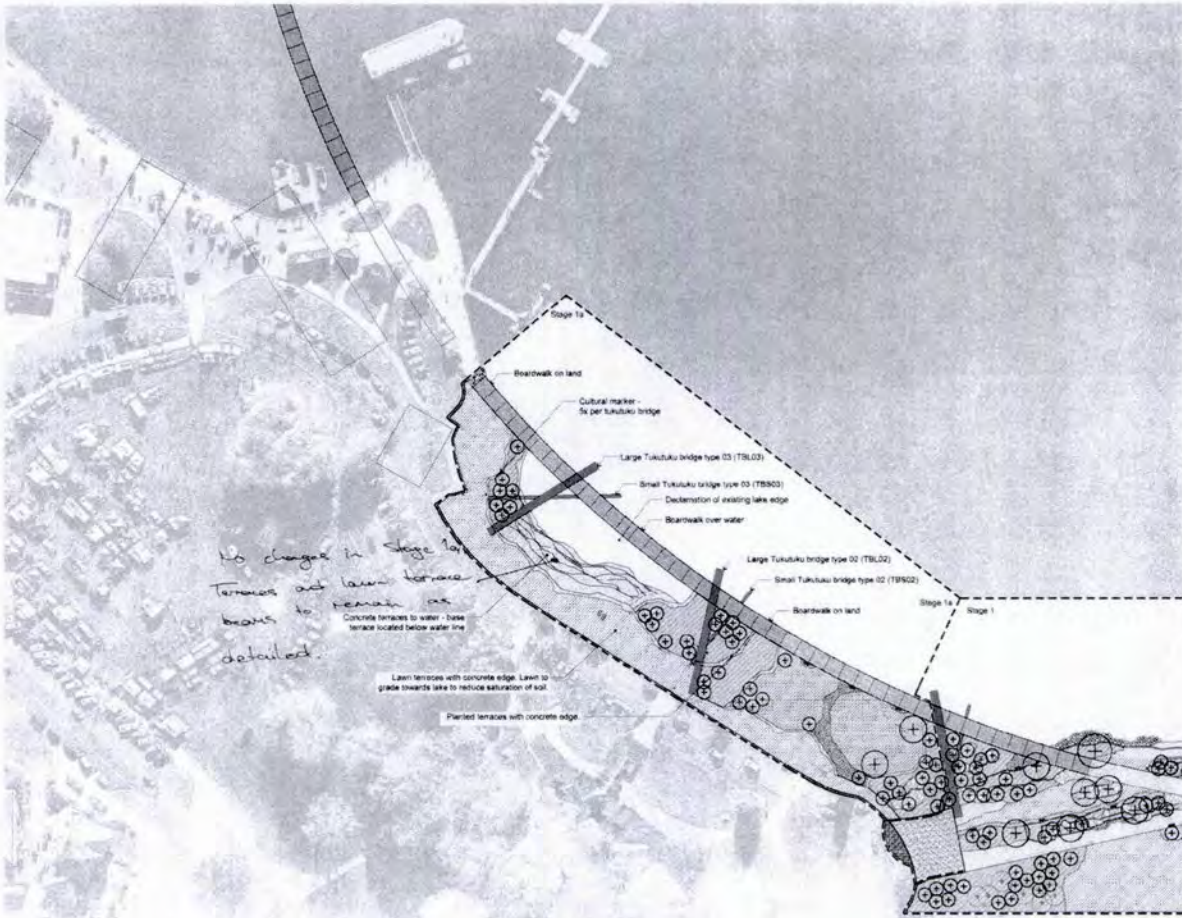 Stage 1a
Boardwalk on land
Cultural marker -
5x per tukutuku bridge
Large Tukutuku bridge type 03 (TBL03)
Small Tukutuku bridge type 03 (TBS03)
Declamation of existing lake edge
Boardwalk over water
Large Tukutuku bridge type 02 (TBL02)
Small Tukutuku bridge type 02 (TBS02)
Boardwalk on land
Stage 1a
Stage 1
No changes in Stage 1a,
Terraces and lawn terrace
beams to remain as
detailed.
Concrete terraces to water - base
terrace located below water line
Lawn terraces with concrete edge. Lawn to
grade towards lake to reduce saturation of soil.
Planted terraces with concrete edge.